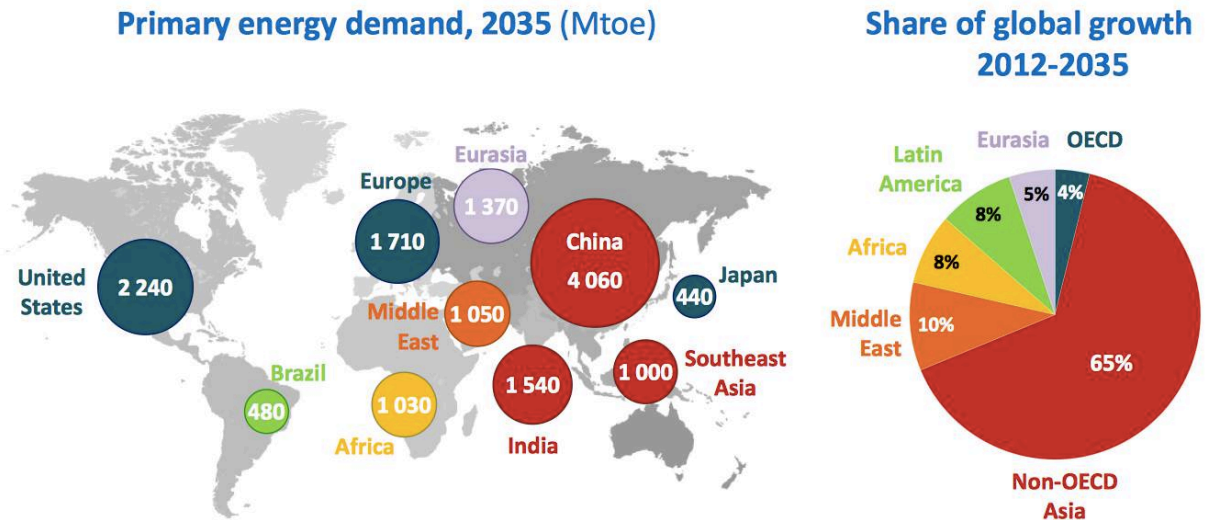 Primary energy demand, 2035 (Mtoe)
Share of global growth
2012-2035
United
States
2 240
Brazil
480
Europe
1 710
Eurasia
1 370
Middle
East
1 050
Africa
1 030
China
4 060
India
1 540
Japan
440
Southeast
Asia
1 000
OECD
4%
Eurasia
5%
Latin
America
8%
Africa
8%
Middle
East
10%
65%
Non-OECD
Asia